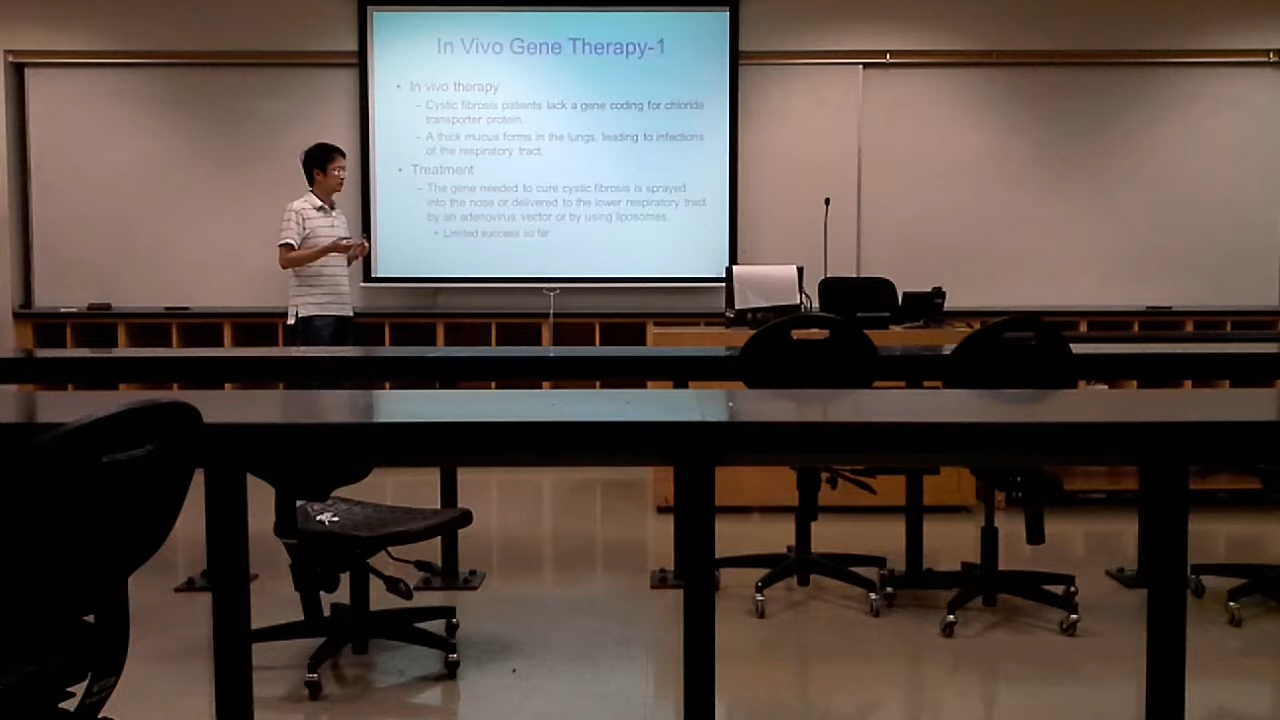 In Vivo Gene Therapy-1
• In vivo therapy
– Cystic fibrosis patients lack a gene coding for chloride
transporter protein.
– A thick mucus forms in the lungs, leading to infections
of the respiratory tract.
• Treatment
– The gene needed to cure cystic fibrosis is sprayed
into the nose or delivered to the lower respiratory tract
by an adenovirus vector or by using liposomes.
• Limited success so far